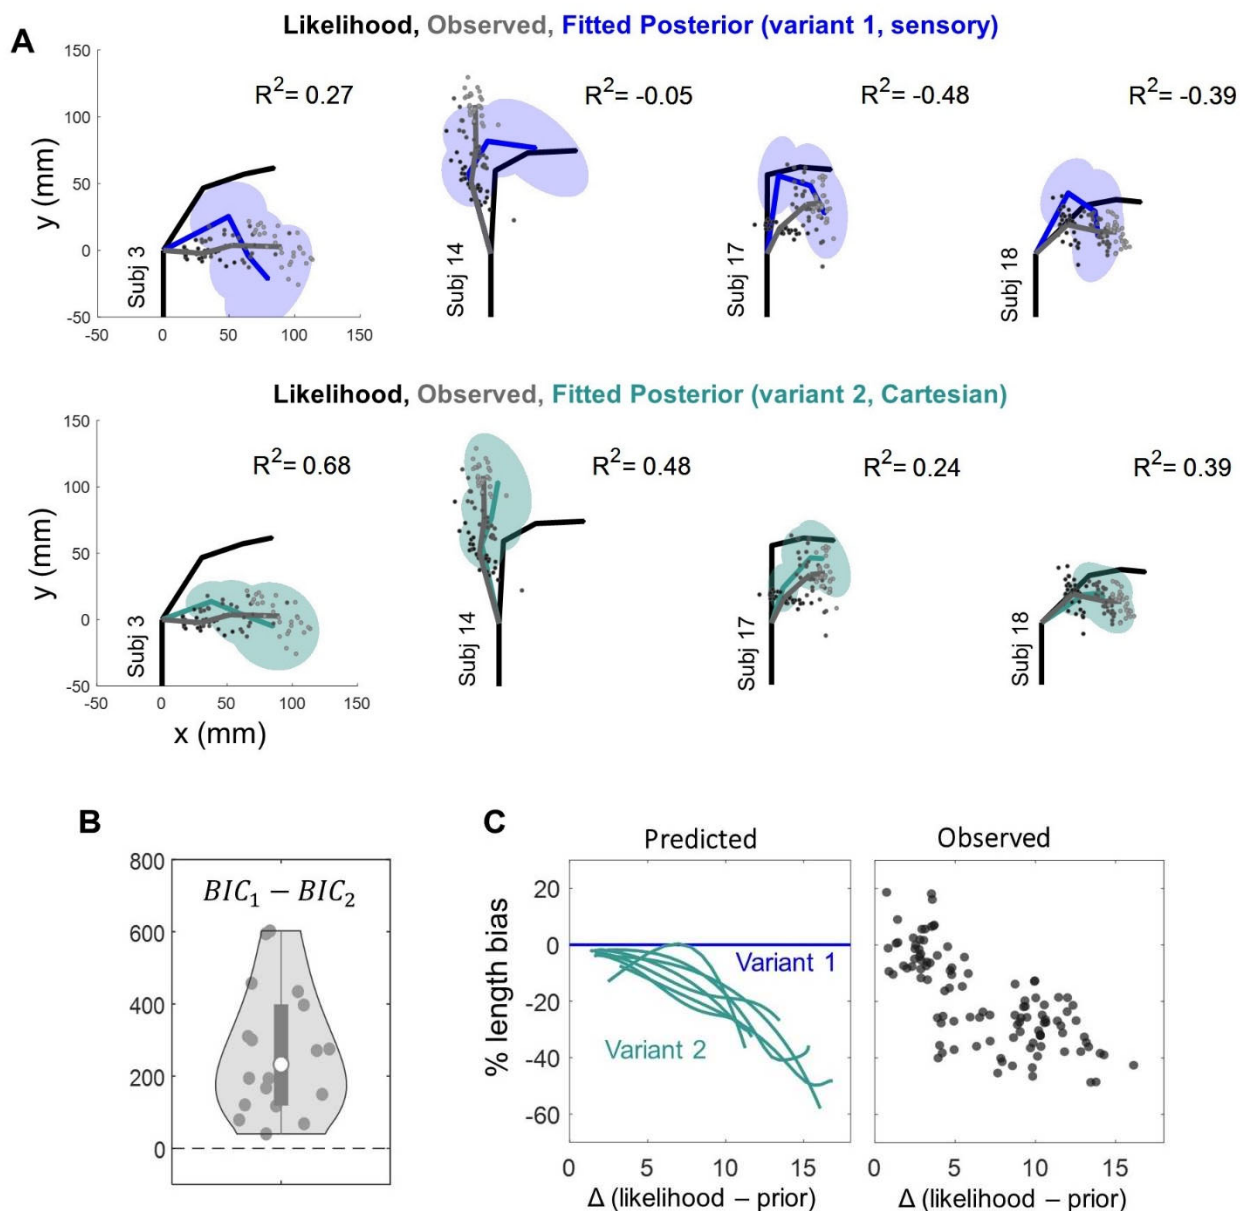 A
Likelihood, Observed, Fitted Posterior (variant 1, sensory)
150
100
50
0
-50
y (mm)
-50 0 50 100 150
Subj 3
R²= 0.27
Subj 14
R²= -0.05
Subj 17
R²= -0.48
Subj 18
R²= -0.39
Likelihood, Observed, Fitted Posterior (variant 2, Cartesian)
150
100
50
0
-50
y (mm)
-50 0 50 100 150
x (mm)
Subj 3
R²= 0.68
Subj 14
R²= 0.48
Subj 17
R²= 0.24
Subj 18
R²= 0.39
B
BIC₁ − BIC₂
800
600
400
200
0
C
Predicted
% length bias
20
0
-20
-40
-60
Variant 1
Variant 2
0 5 10 15
Δ (likelihood – prior)
Observed
0 5 10 15
Δ (likelihood – prior)